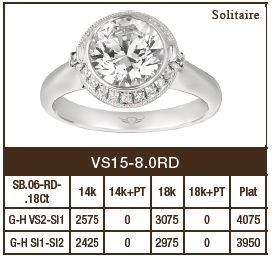 Solitaire
VS15-8.0RD
SB.06-RD-.18Ct 14k 14k+PT 18k 18k+PT Plat
G-H VS2-SI1 2575 0 3075 0 4075
G-H SI1-SI2 2425 0 2975 0 3950